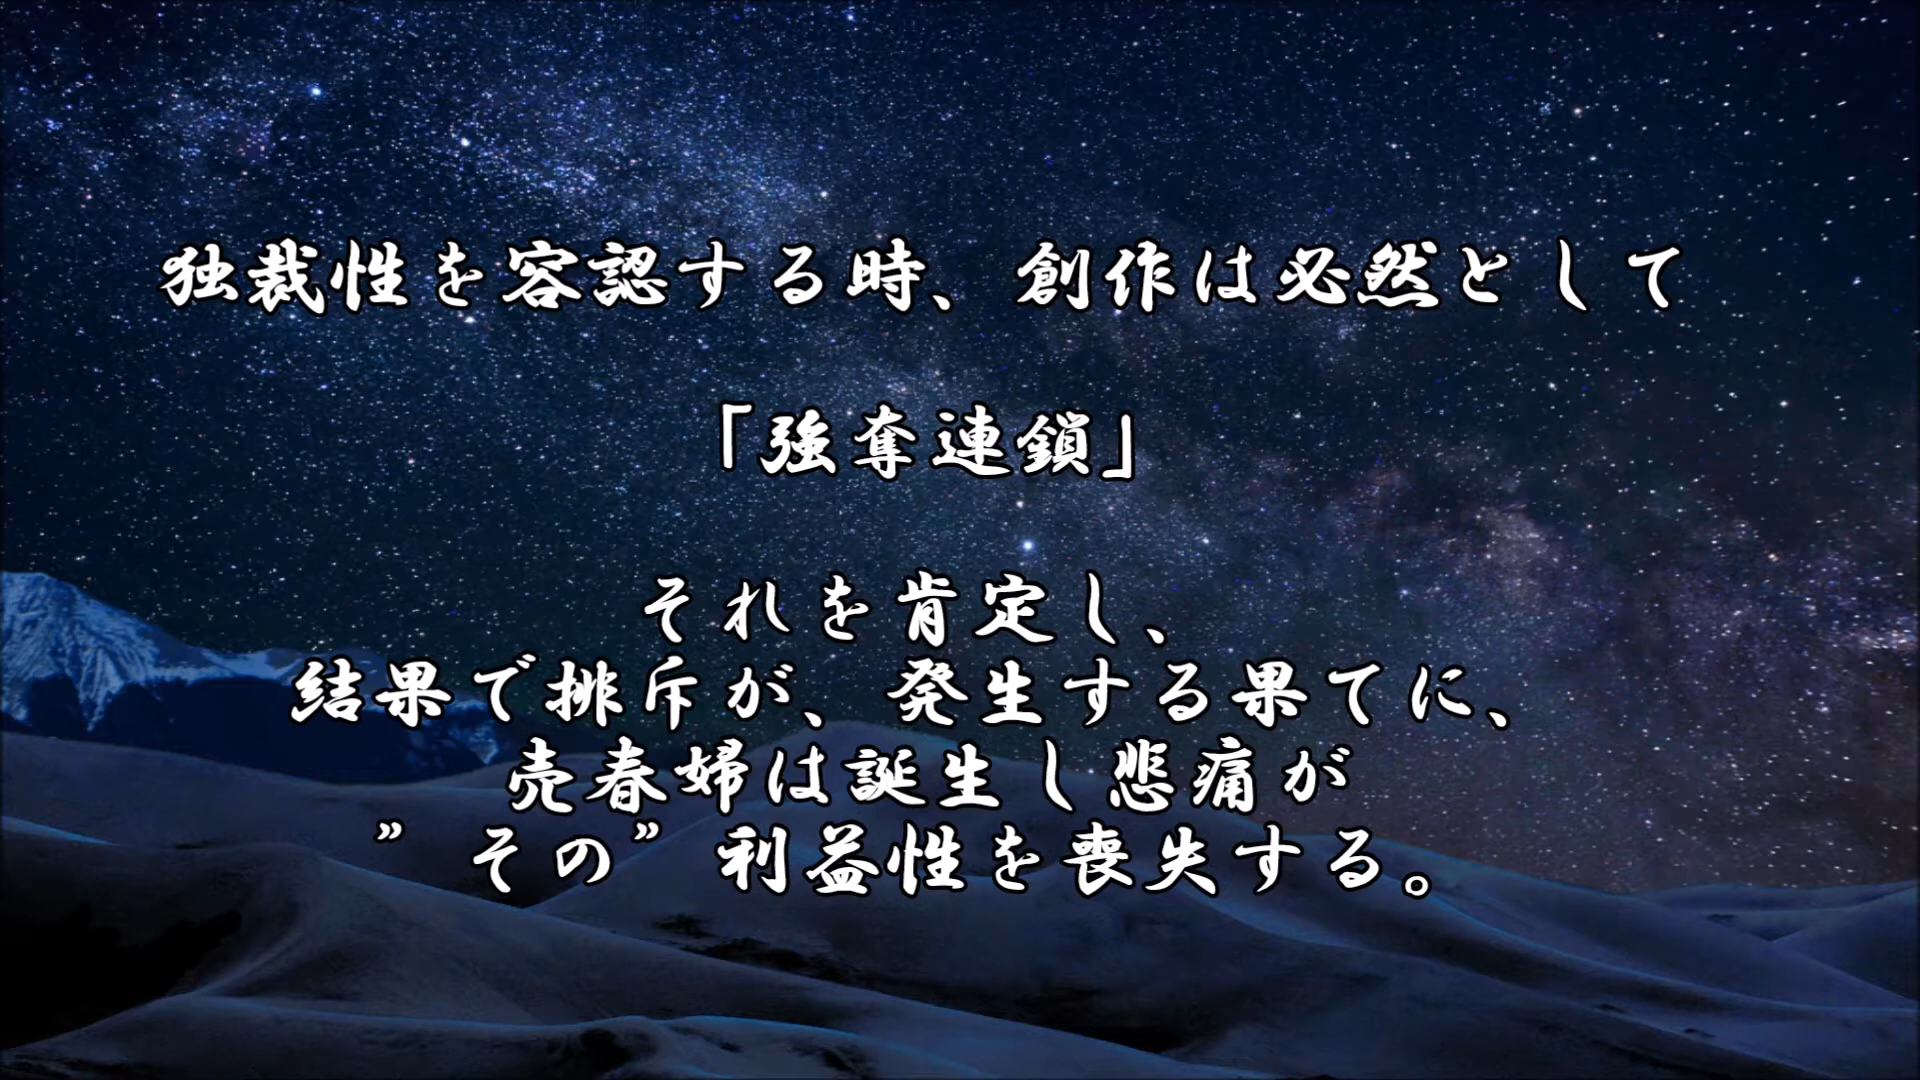 独裁性を容認する時、創作は必然として
「強奪連鎖」
それを肯定し、
結果で排斥が、発生する果てに、
売春婦は誕生し悲痛が
”その”利益性を喪失する。